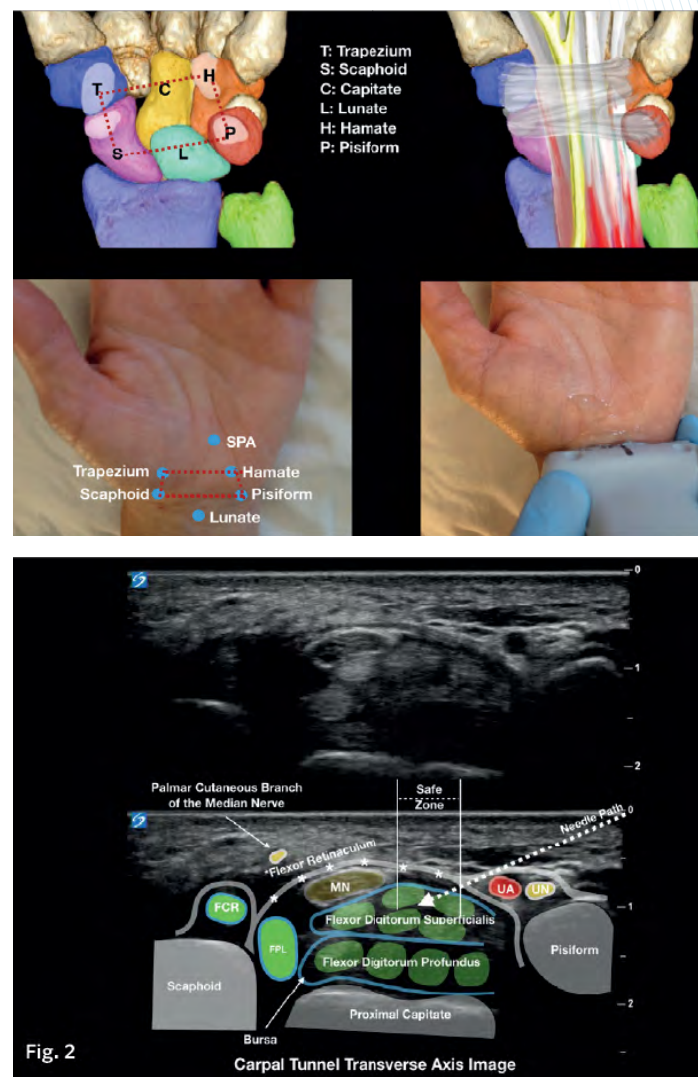 T: Trapezium
S: Scaphoid
C: Capitate
L: Lunate
H: Hamate
P: Pisiform
T
C
H
S
L
P
SPA
Trapezium
Hamate
Scaphoid
Pisiform
Lunate
0
1
2
Palmar Cutaneous Branch
of the Median Nerve
Safe
Zone
0
Needle Path
*Flexor Retinaculum
* * * * * *
MN
UA
UN
FCR
Flexor Digitorum Superficialis
1
FPL
Flexor Digitorum Profundus
Pisiform
Scaphoid
Proximal Capitate
2
Bursa
Fig. 2
Carpal Tunnel Transverse Axis Image